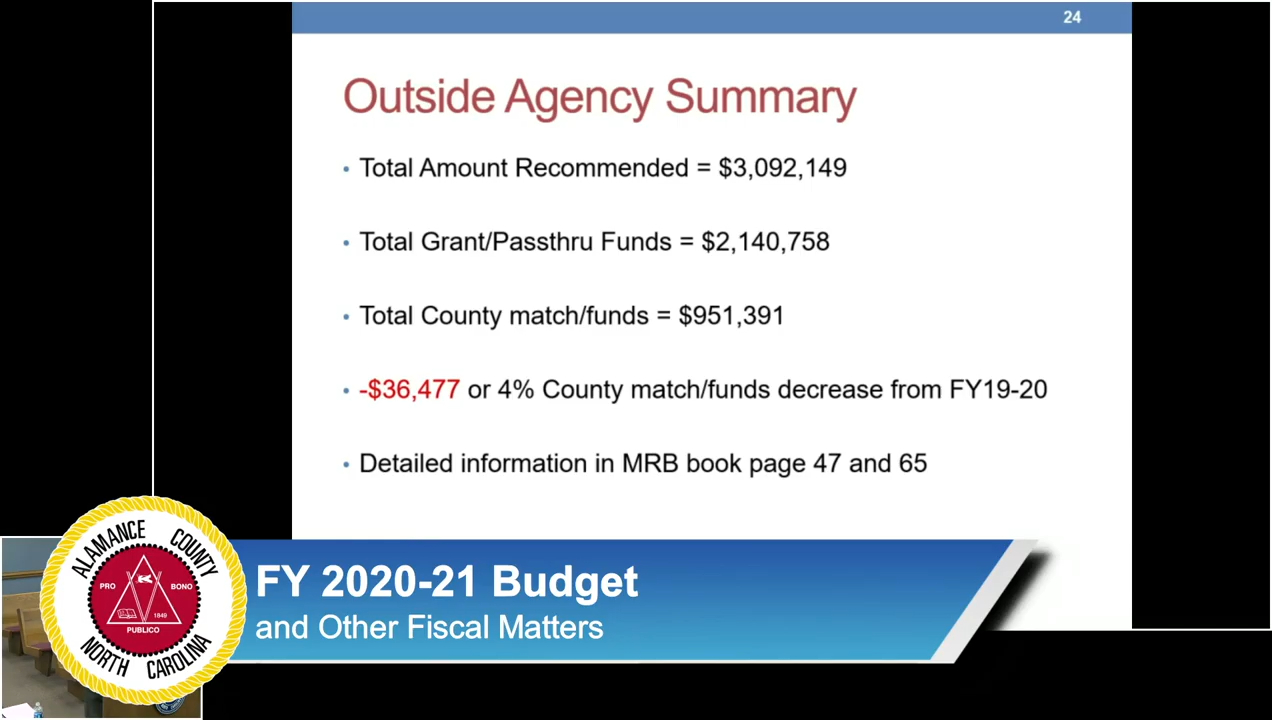 24
Outside Agency Summary
• Total Amount Recommended = $3,092,149
• Total Grant/Passthru Funds = $2,140,758
• Total County match/funds = $951,391
• -$36,477 or 4% County match/funds decrease from FY19-20
• Detailed information in MRB book page 47 and 65
ALAMANCE COUNTY
PRO BONO
1849
PUBLICO
NORTH CAROLINA
FY 2020-21 Budget
and Other Fiscal Matters